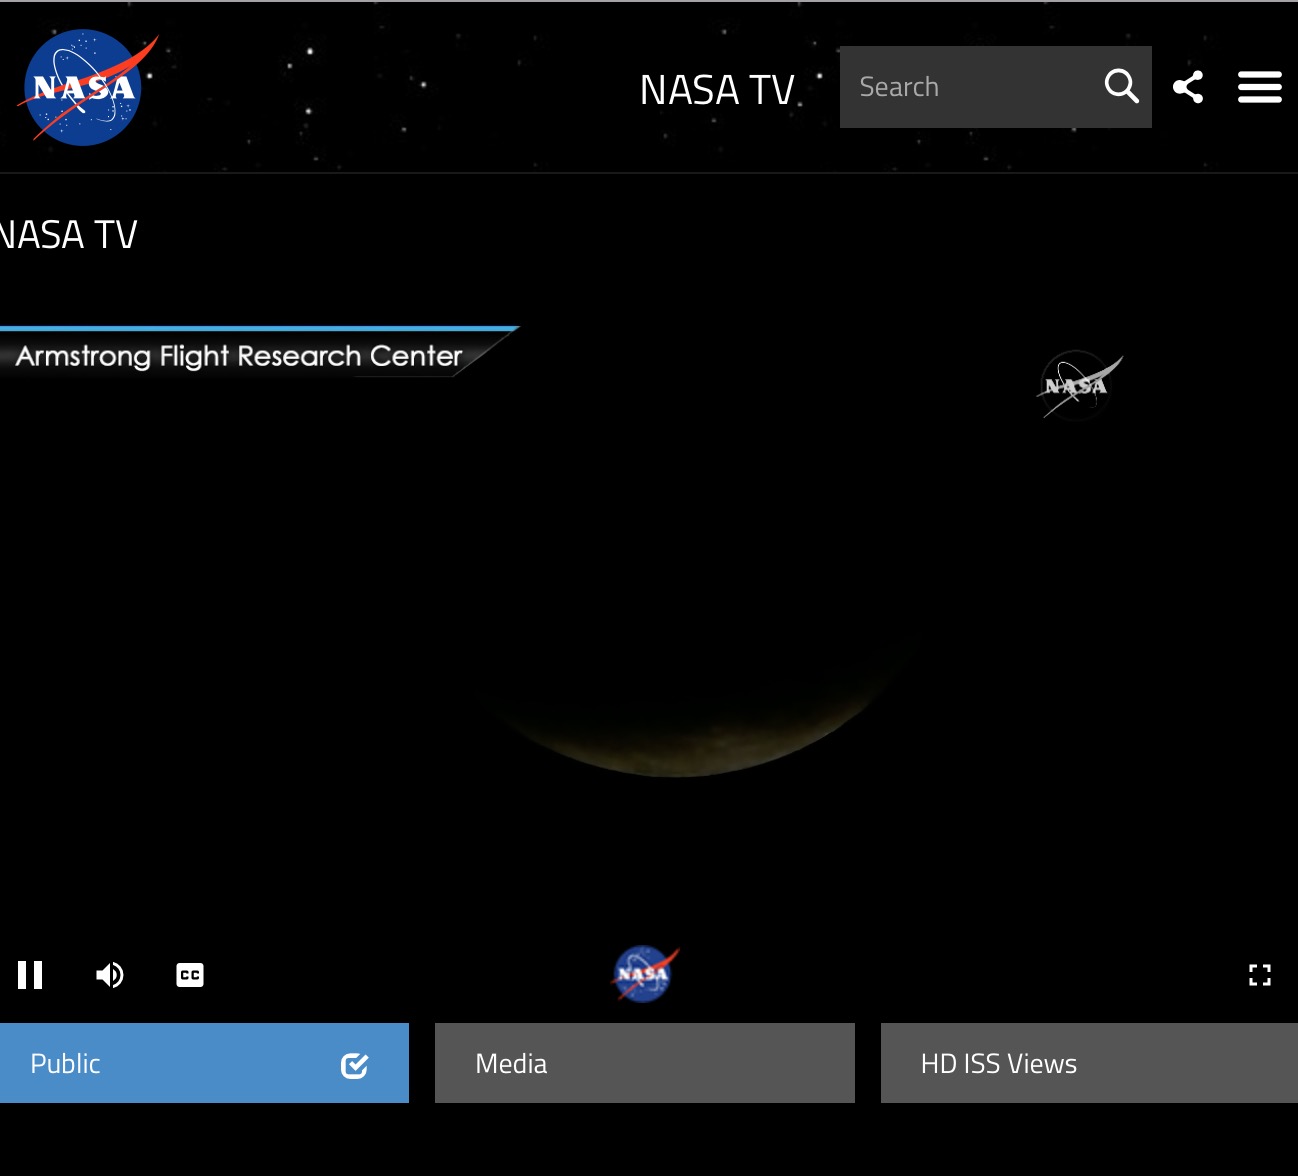 NASA
NASA TV
Search
NASA TV
Armstrong Flight Research Center
NASA
CC
NASA
Public
Media
HD ISS Views